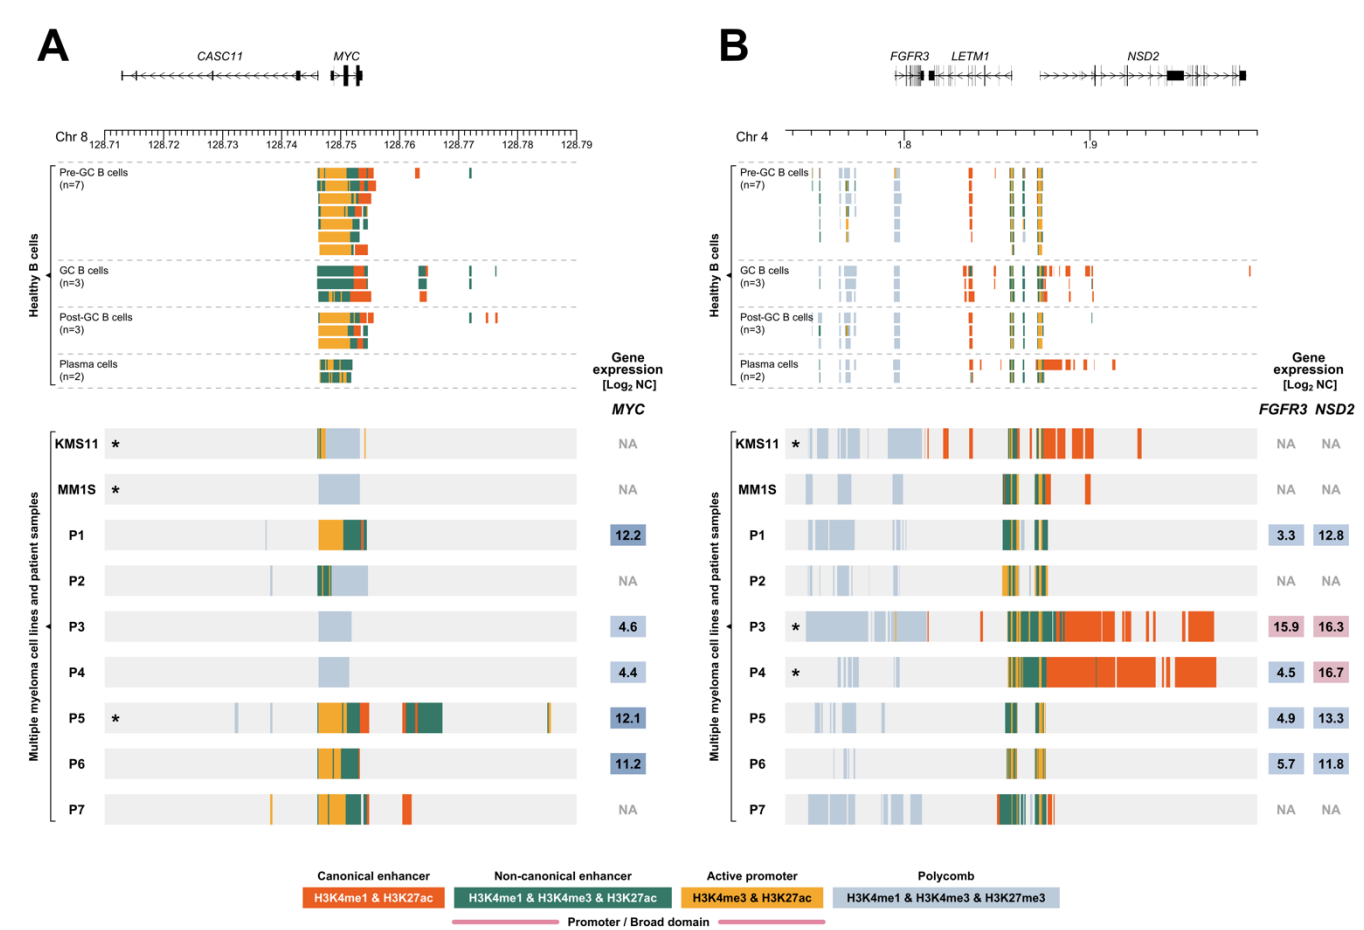 A
CASC11
MYC
Chr 8
128.71 128.72 128.73 128.74 128.75 128.76 128.77 128.78 128.79
Healthy B cells
Pre-GC B cells
(n=7)
GC B cells
(n=3)
Post-GC B cells
(n=3)
Plasma cells
(n=2)
Gene
expression
[Log2 NC]
MYC
Multiple myeloma cell lines and patient samples
KMS11 * NA
MM1S * NA
P1 12.2
P2 NA
P3 4.6
P4 4.4
P5 * 12.1
P6 11.2
P7 NA
B
FGFR3 LETM1 NSD2
Chr 4
1.8 1.9
Healthy B cells
Pre-GC B cells
(n=7)
GC B cells
(n=3)
Post-GC B cells
(n=3)
Plasma cells
(n=2)
Gene
expression
[Log2 NC]
FGFR3 NSD2
Multiple myeloma cell lines and patient samples
KMS11 * NA NA
MM1S NA NA
P1 3.3 12.8
P2 NA NA
P3 * 15.9 16.3
P4 * 4.5 16.7
P5 4.9 13.3
P6 5.7 11.8
P7 NA NA
Canonical enhancer Non-canonical enhancer Active promoter Polycomb
H3K4me1 & H3K27ac H3K4me1 & H3K4me3 & H3K27ac H3K4me3 & H3K27ac H3K4me1 & H3K4me3 & H3K27me3
Promoter / Broad domain